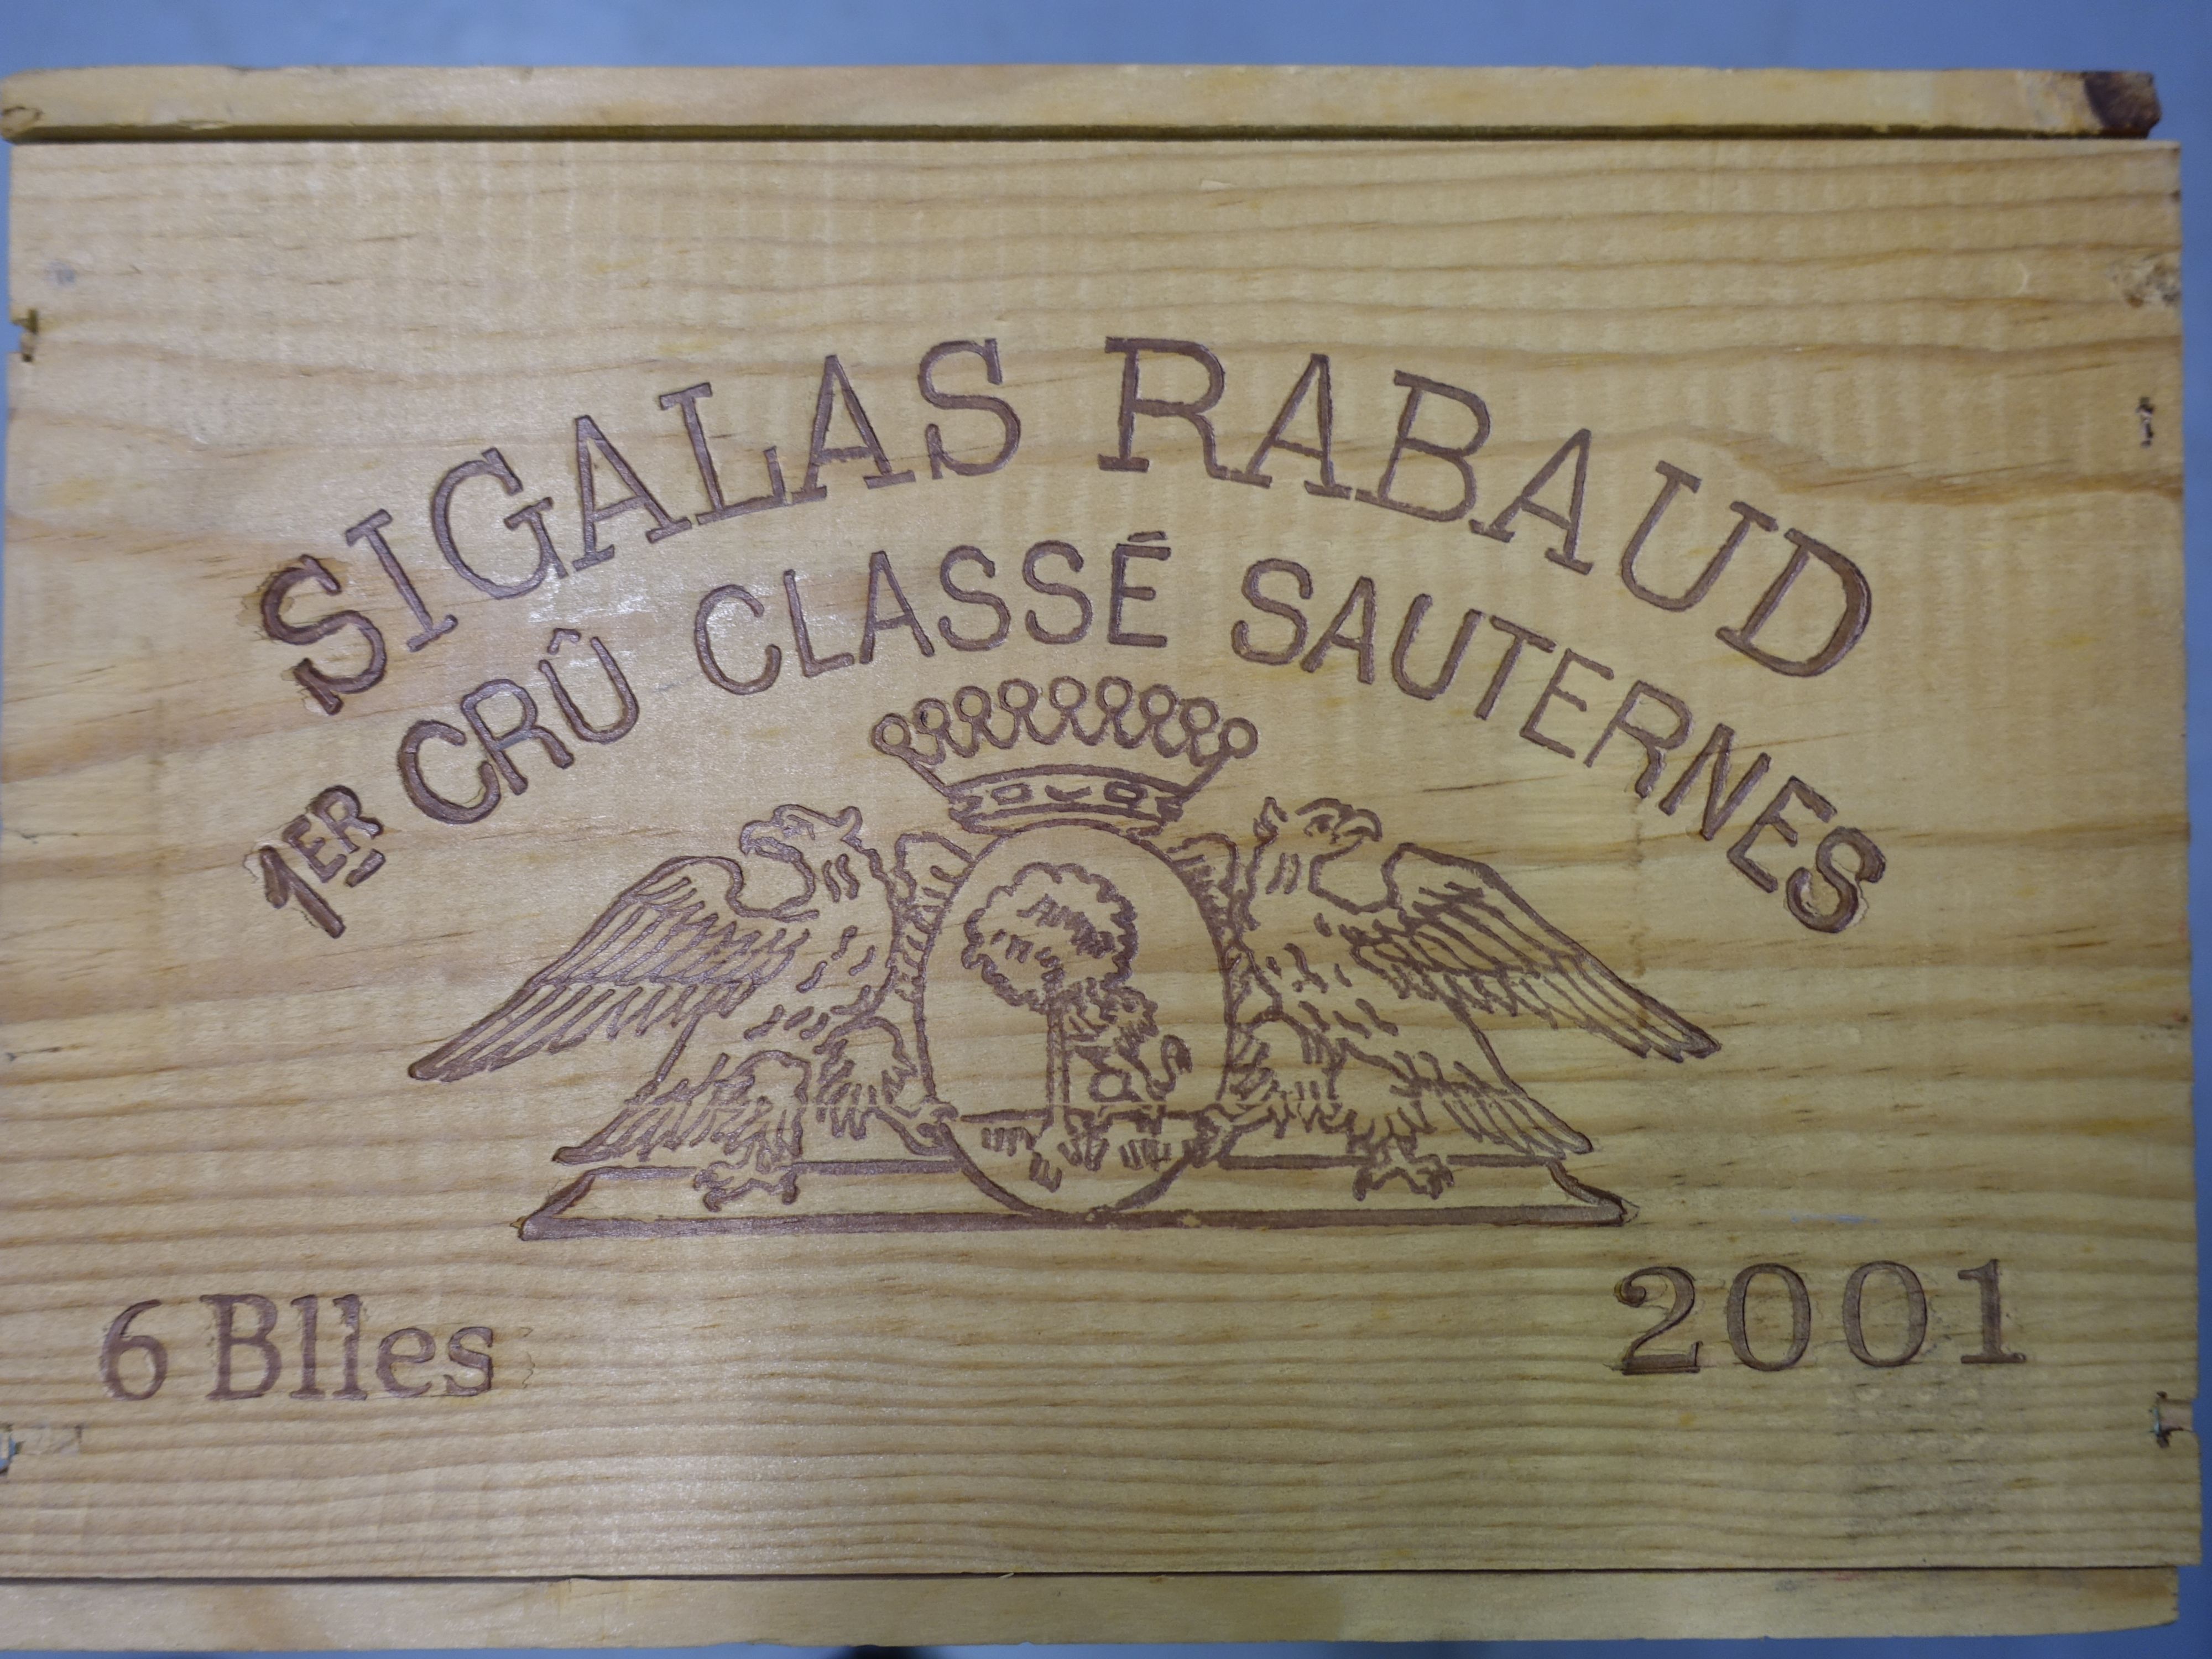 SIGALAS RABAUD
1ER CRÛ CLASSÉ SAUTERNES
6 Blles
2001